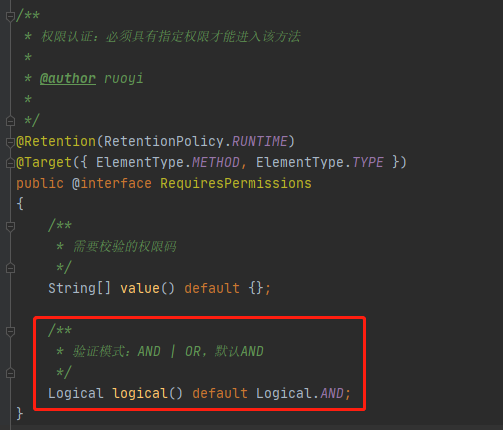 /**
 * 权限认证：必须具有指定权限才能进入该方法
 *
 * @author ruoyi
 *
 */
@Retention(RetentionPolicy.RUNTIME)
@Target({ ElementType.METHOD, ElementType.TYPE })
public @interface RequiresPermissions
{
    /**
     * 需要校验的权限码
     */
    String[] value() default {};

    /**
     * 验证模式：AND | OR，默认AND
     */
    Logical logical() default Logical.AND;
}